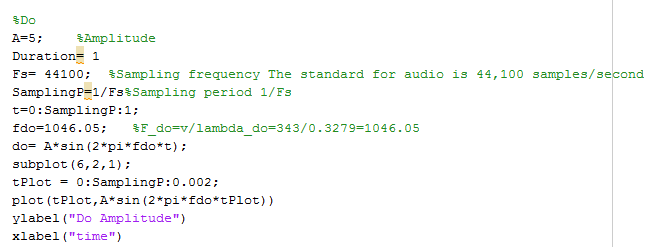 %Do
A=5;    %Amplitude
Duration= 1
Fs= 44100;  %Sampling frequency The standard for audio is 44,100 samples/second
SamplingP=1/Fs%Sampling period 1/Fs
t=0:SamplingP:1;
fdo=1046.05;   %F_do=v/lambda_do=343/0.3279=1046.05
do= A*sin(2*pi*fdo*t);
subplot(6,2,1);
tPlot = 0:SamplingP:0.002;
plot(tPlot,A*sin(2*pi*fdo*tPlot))
ylabel("Do Amplitude")
xlabel("time")